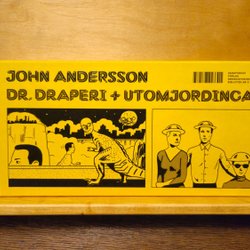 JOHN ANDERSSON
DR. DRAPERI + UTOMJORDINGA